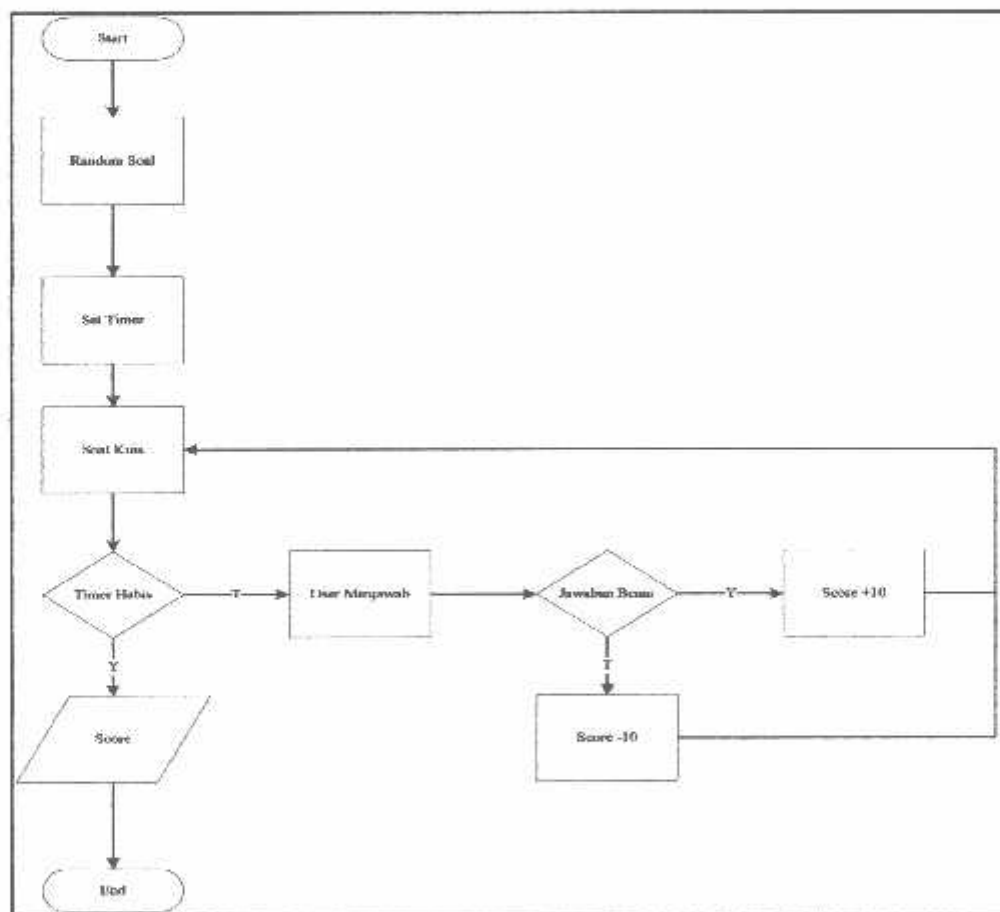 Start
Random Soal
Set Timer
Soal Kuis
Timer Habis
T
User Menjawab
Jawaban Benar
Y
Score +10
Y
T
Score
Score -10
End